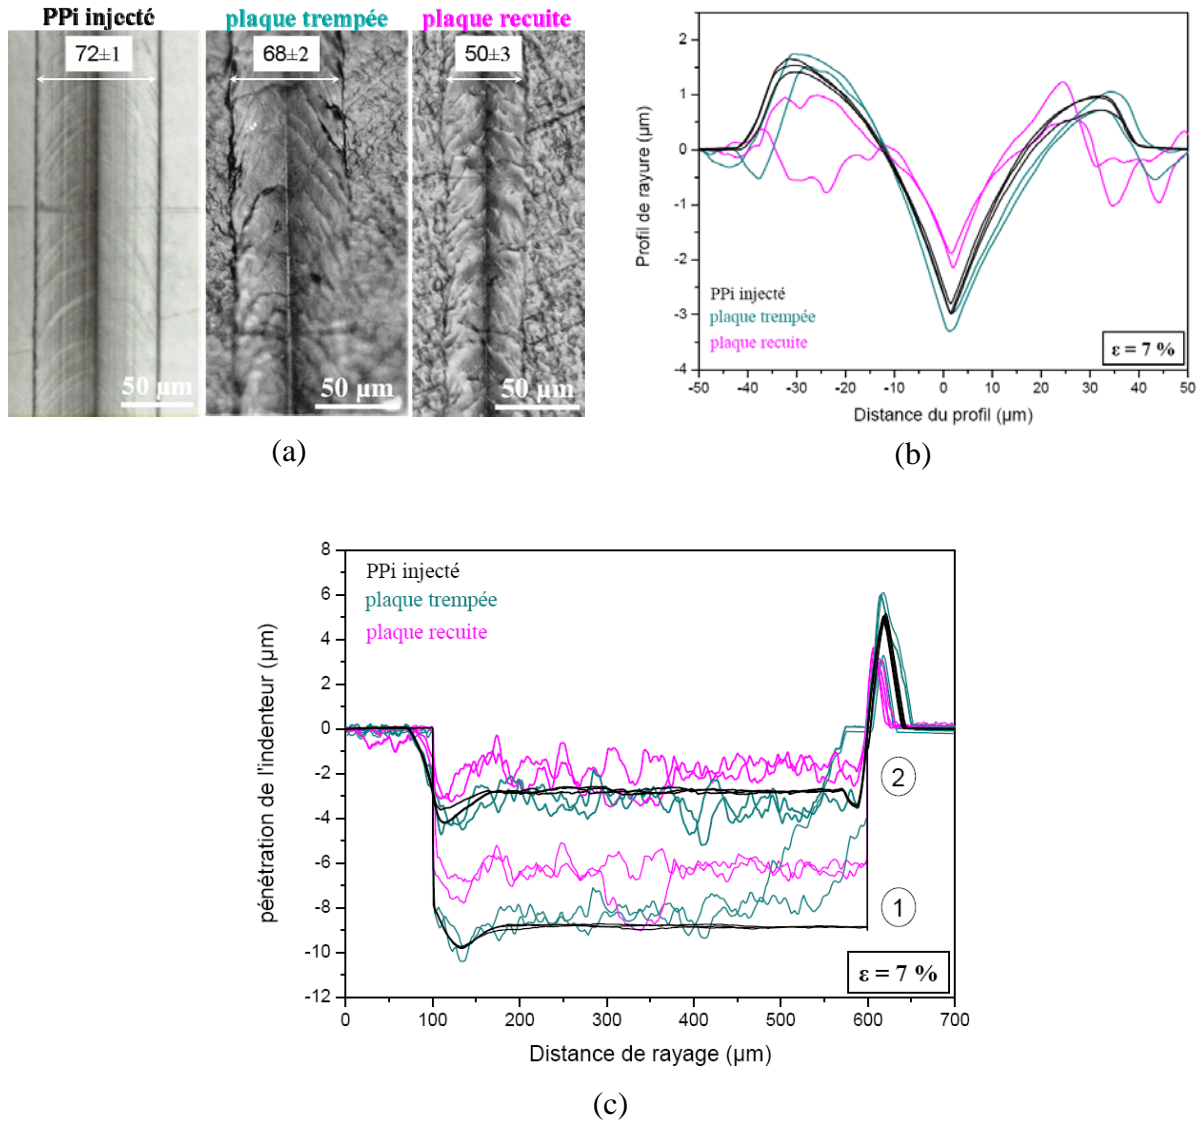 PPi injecté plaque trempée plaque recuite
72±1 68±2 50±3
50 µm 50 µm 50 µm
(a)
Profil de rayure (µm)
2
1
0
-1
-2
-3
-4
PPi injecté
plaque trempée
plaque recuite
ε = 7 %
-50 -40 -30 -20 -10 0 10 20 30 40 50
Distance du profil (µm)
(b)
pénétration de l'indenteur (µm)
8
6
4
2
0
-2
-4
-6
-8
-10
-12
PPi injecté
plaque trempée
plaque recuite
2
1
ε = 7 %
0 100 200 300 400 500 600 700
Distance de rayage (µm)
(c)